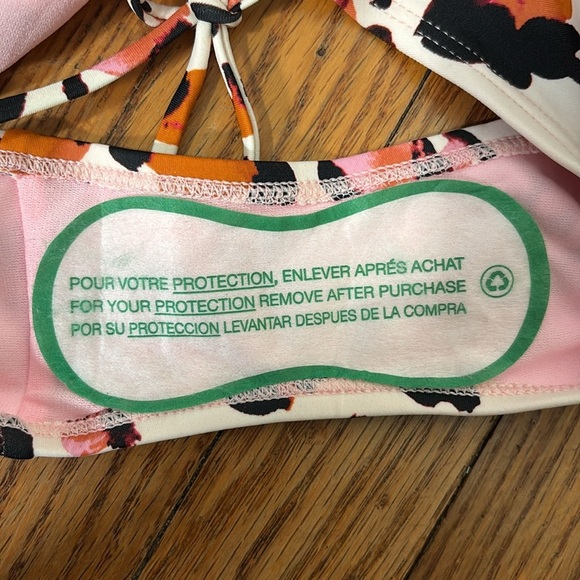 POUR VOTRE PROTECTION, ENLEVER APRÉS ACHAT
FOR YOUR PROTECTION REMOVE AFTER PURCHASE
POR SU PROTECCION LEVANTAR DESPUES DE LA COMPRA